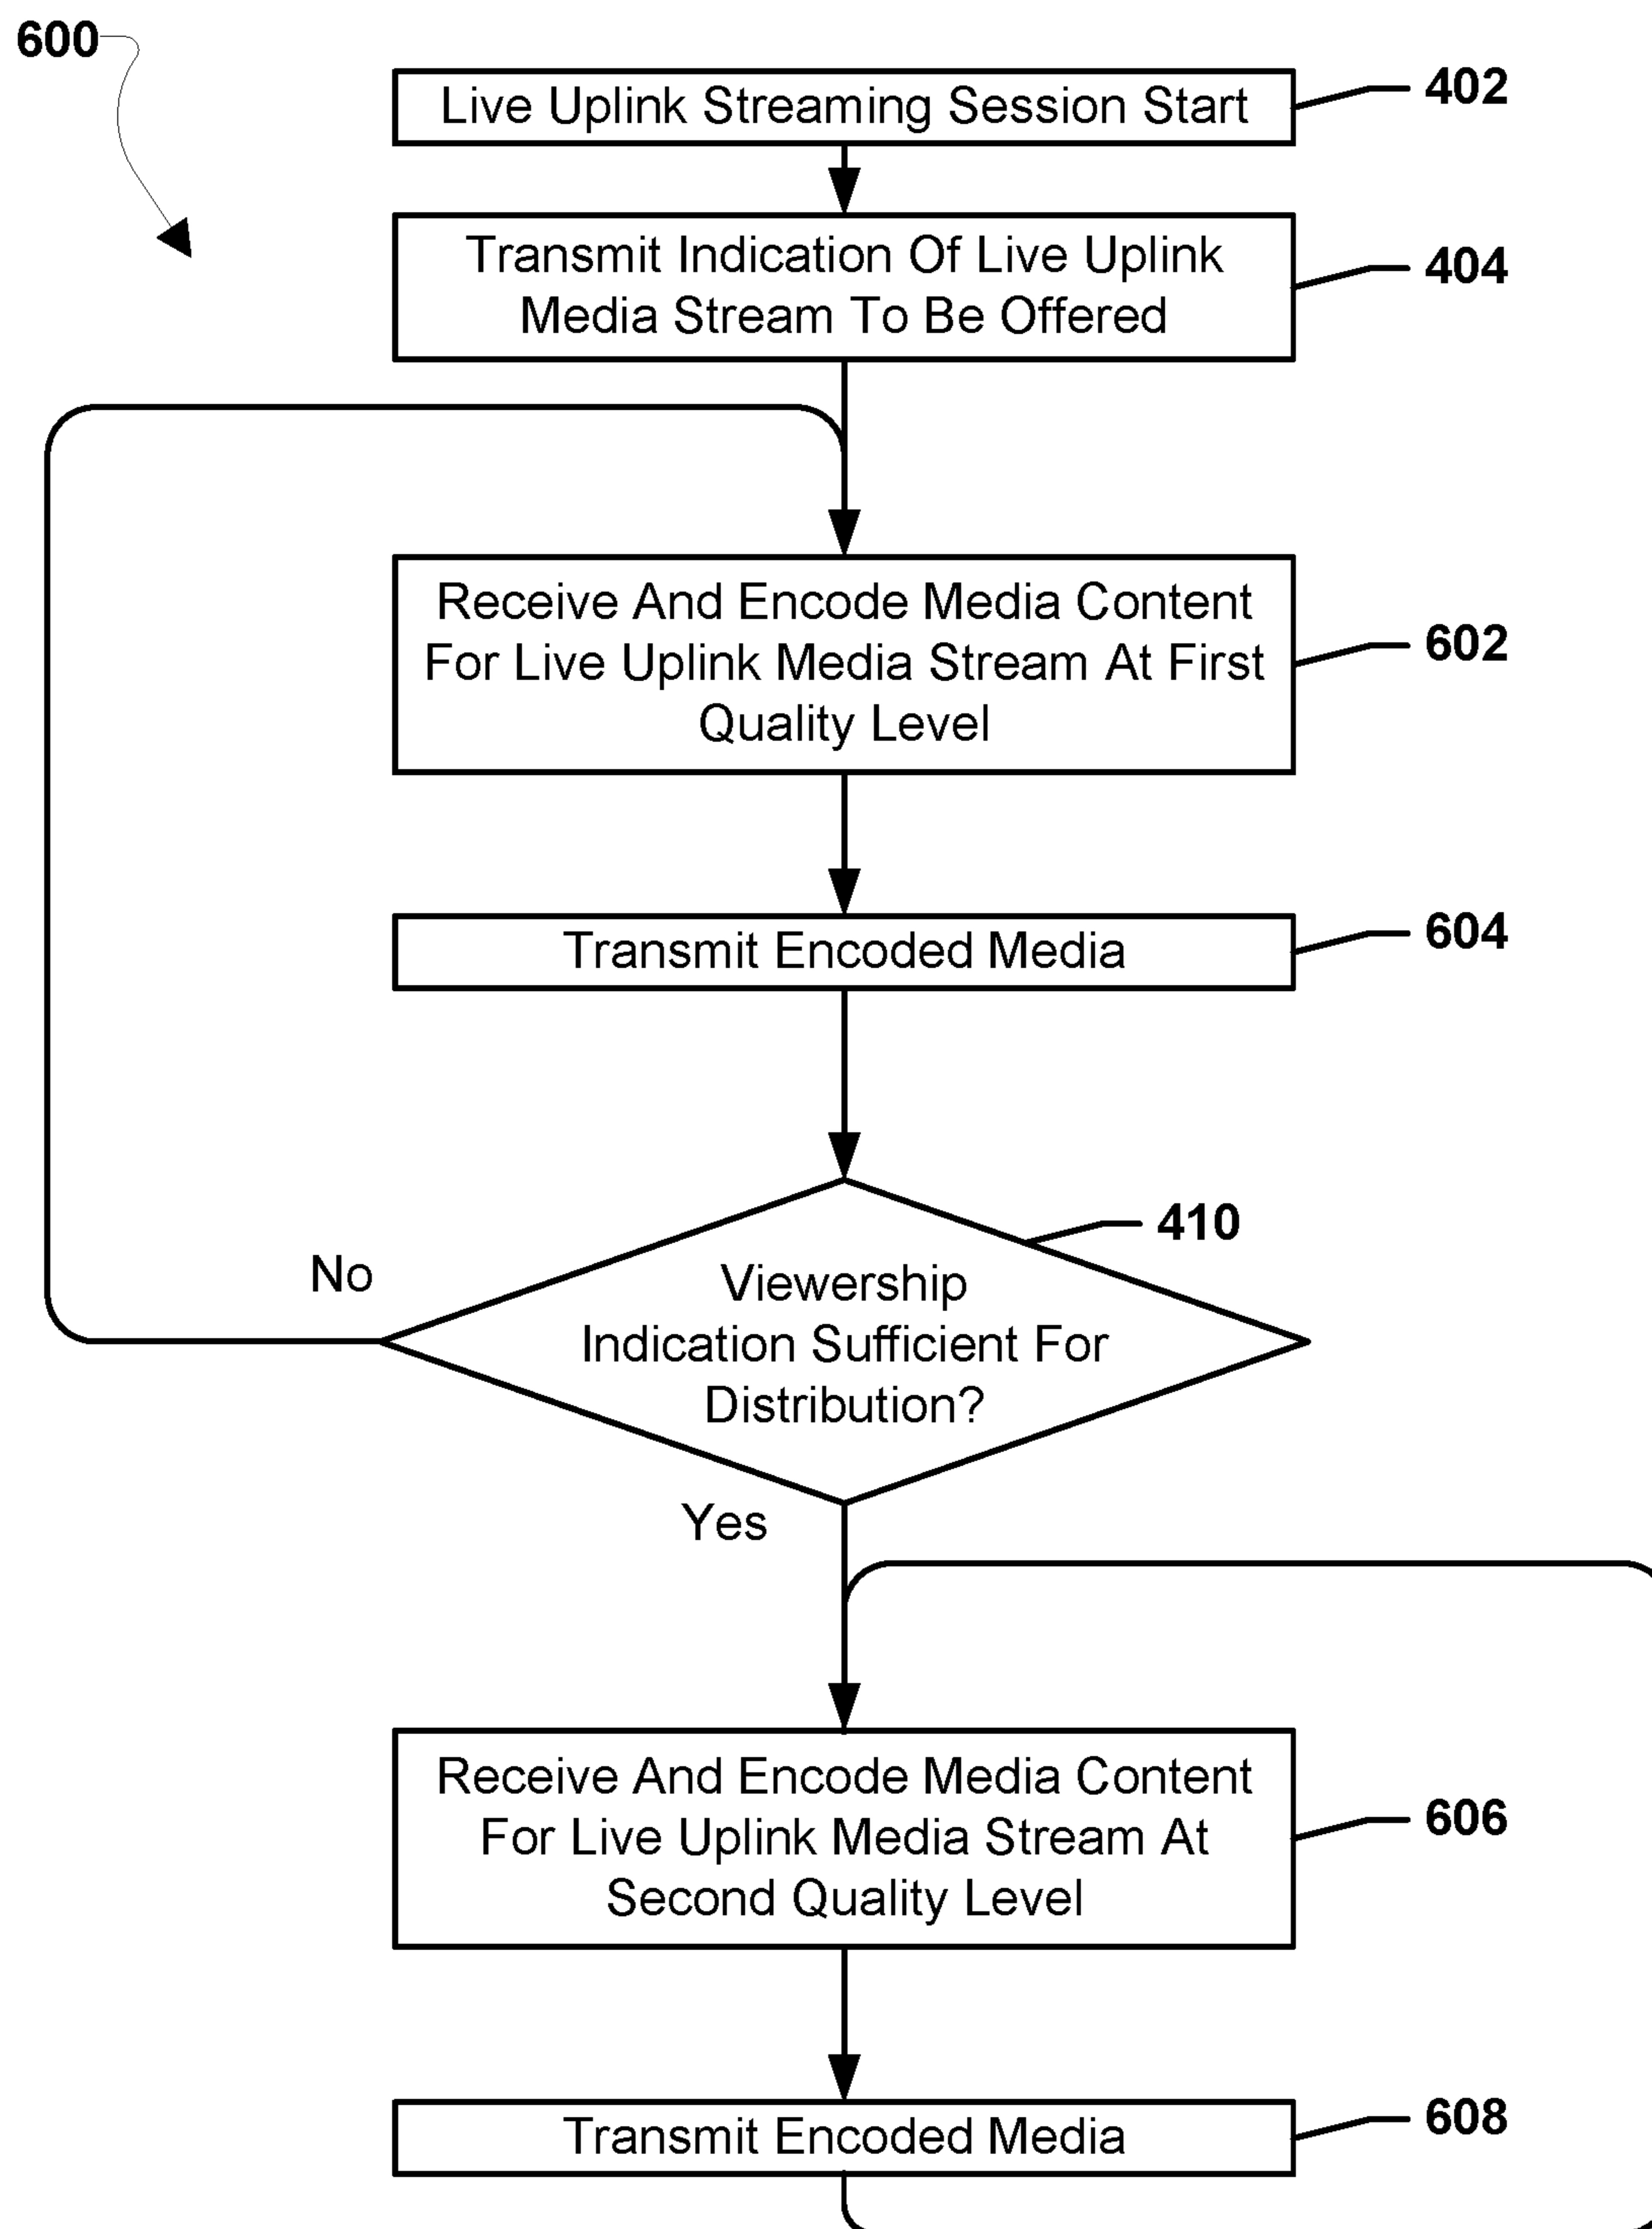 600
Live Uplink Streaming Session Start
402
Transmit Indication Of Live Uplink
Media Stream To Be Offered
404
Receive And Encode Media Content
For Live Uplink Media Stream At First
Quality Level
602
Transmit Encoded Media
604
Viewership
Indication Sufficient For
Distribution?
410
No
Yes
Receive And Encode Media Content
For Live Uplink Media Stream At
Second Quality Level
606
Transmit Encoded Media
608